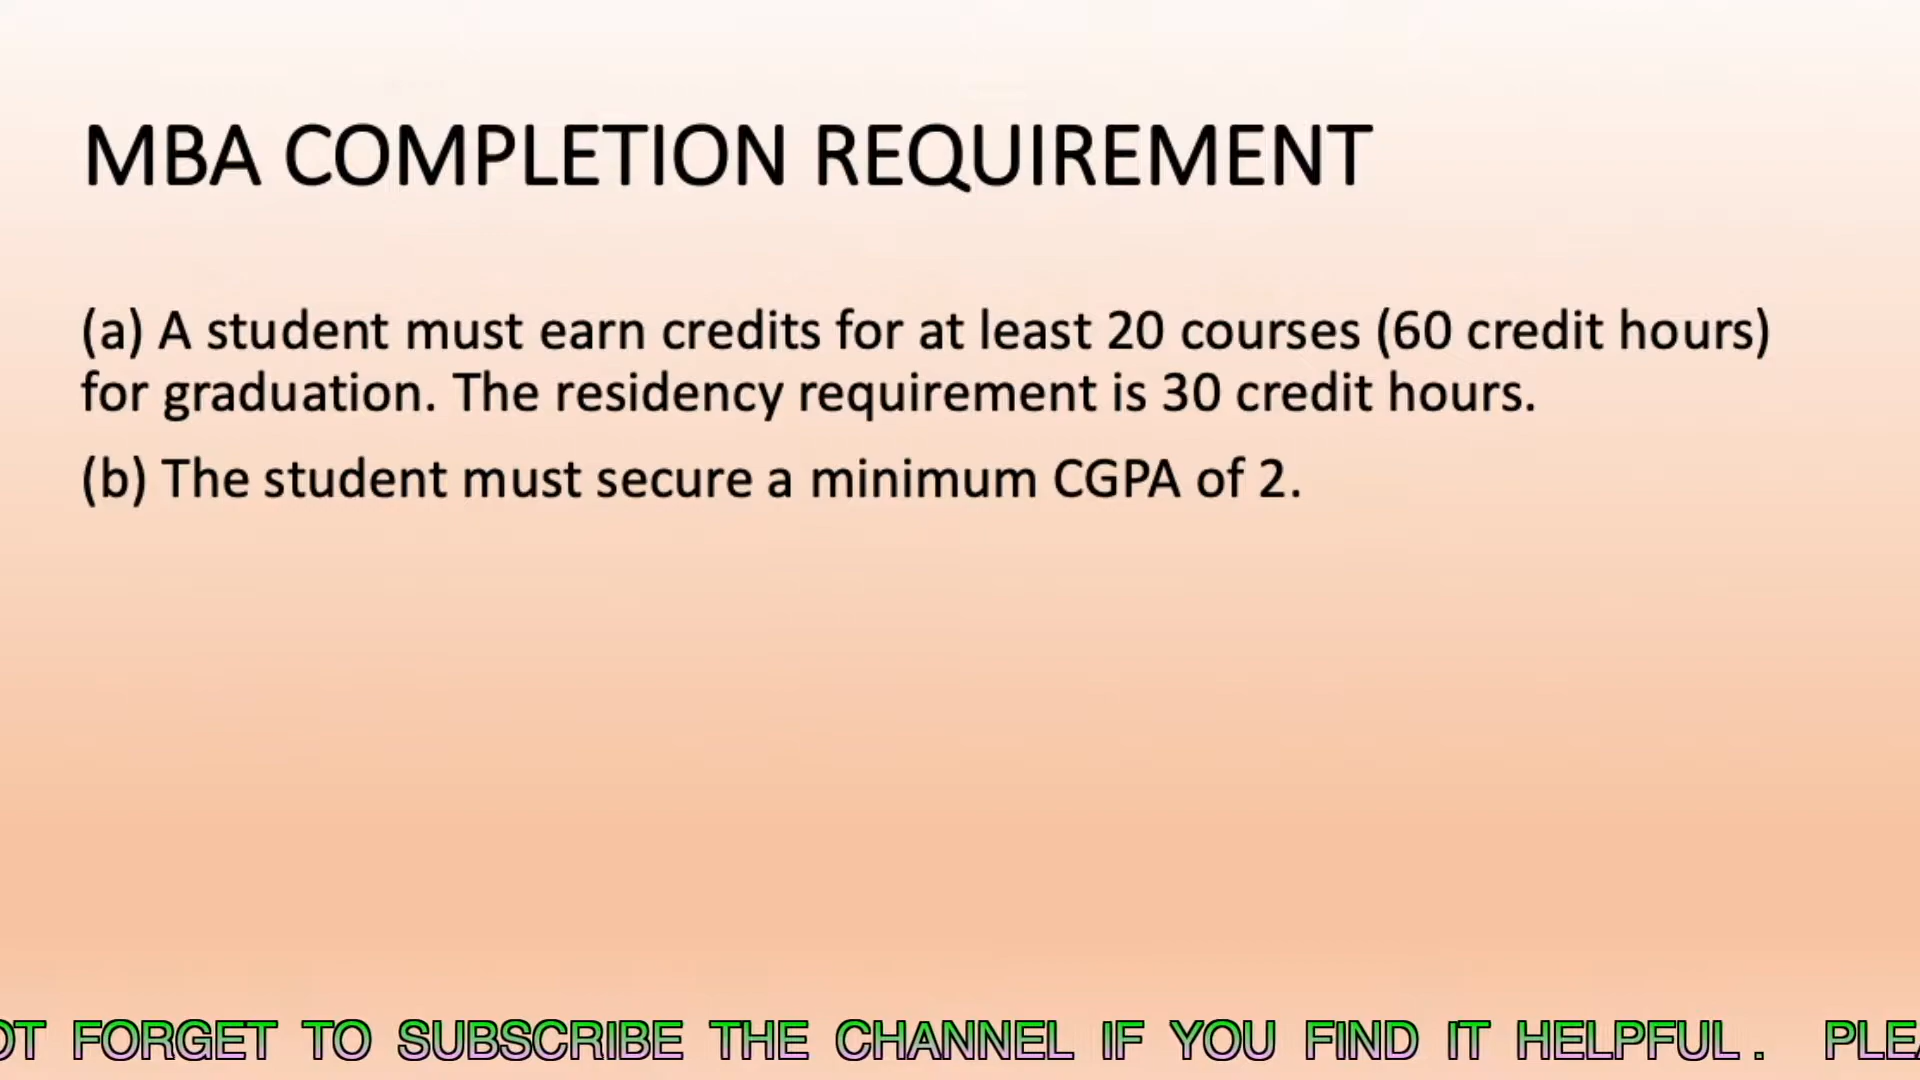 MBA COMPLETION REQUIREMENT
(a) A student must earn credits for at least 20 courses (60 credit hours)
for graduation. The residency requirement is 30 credit hours.
(b) The student must secure a minimum CGPA of 2.
FORGET TO SUBSCRIBE THE CHANNEL IF YOU FIND IT HELPFUL.